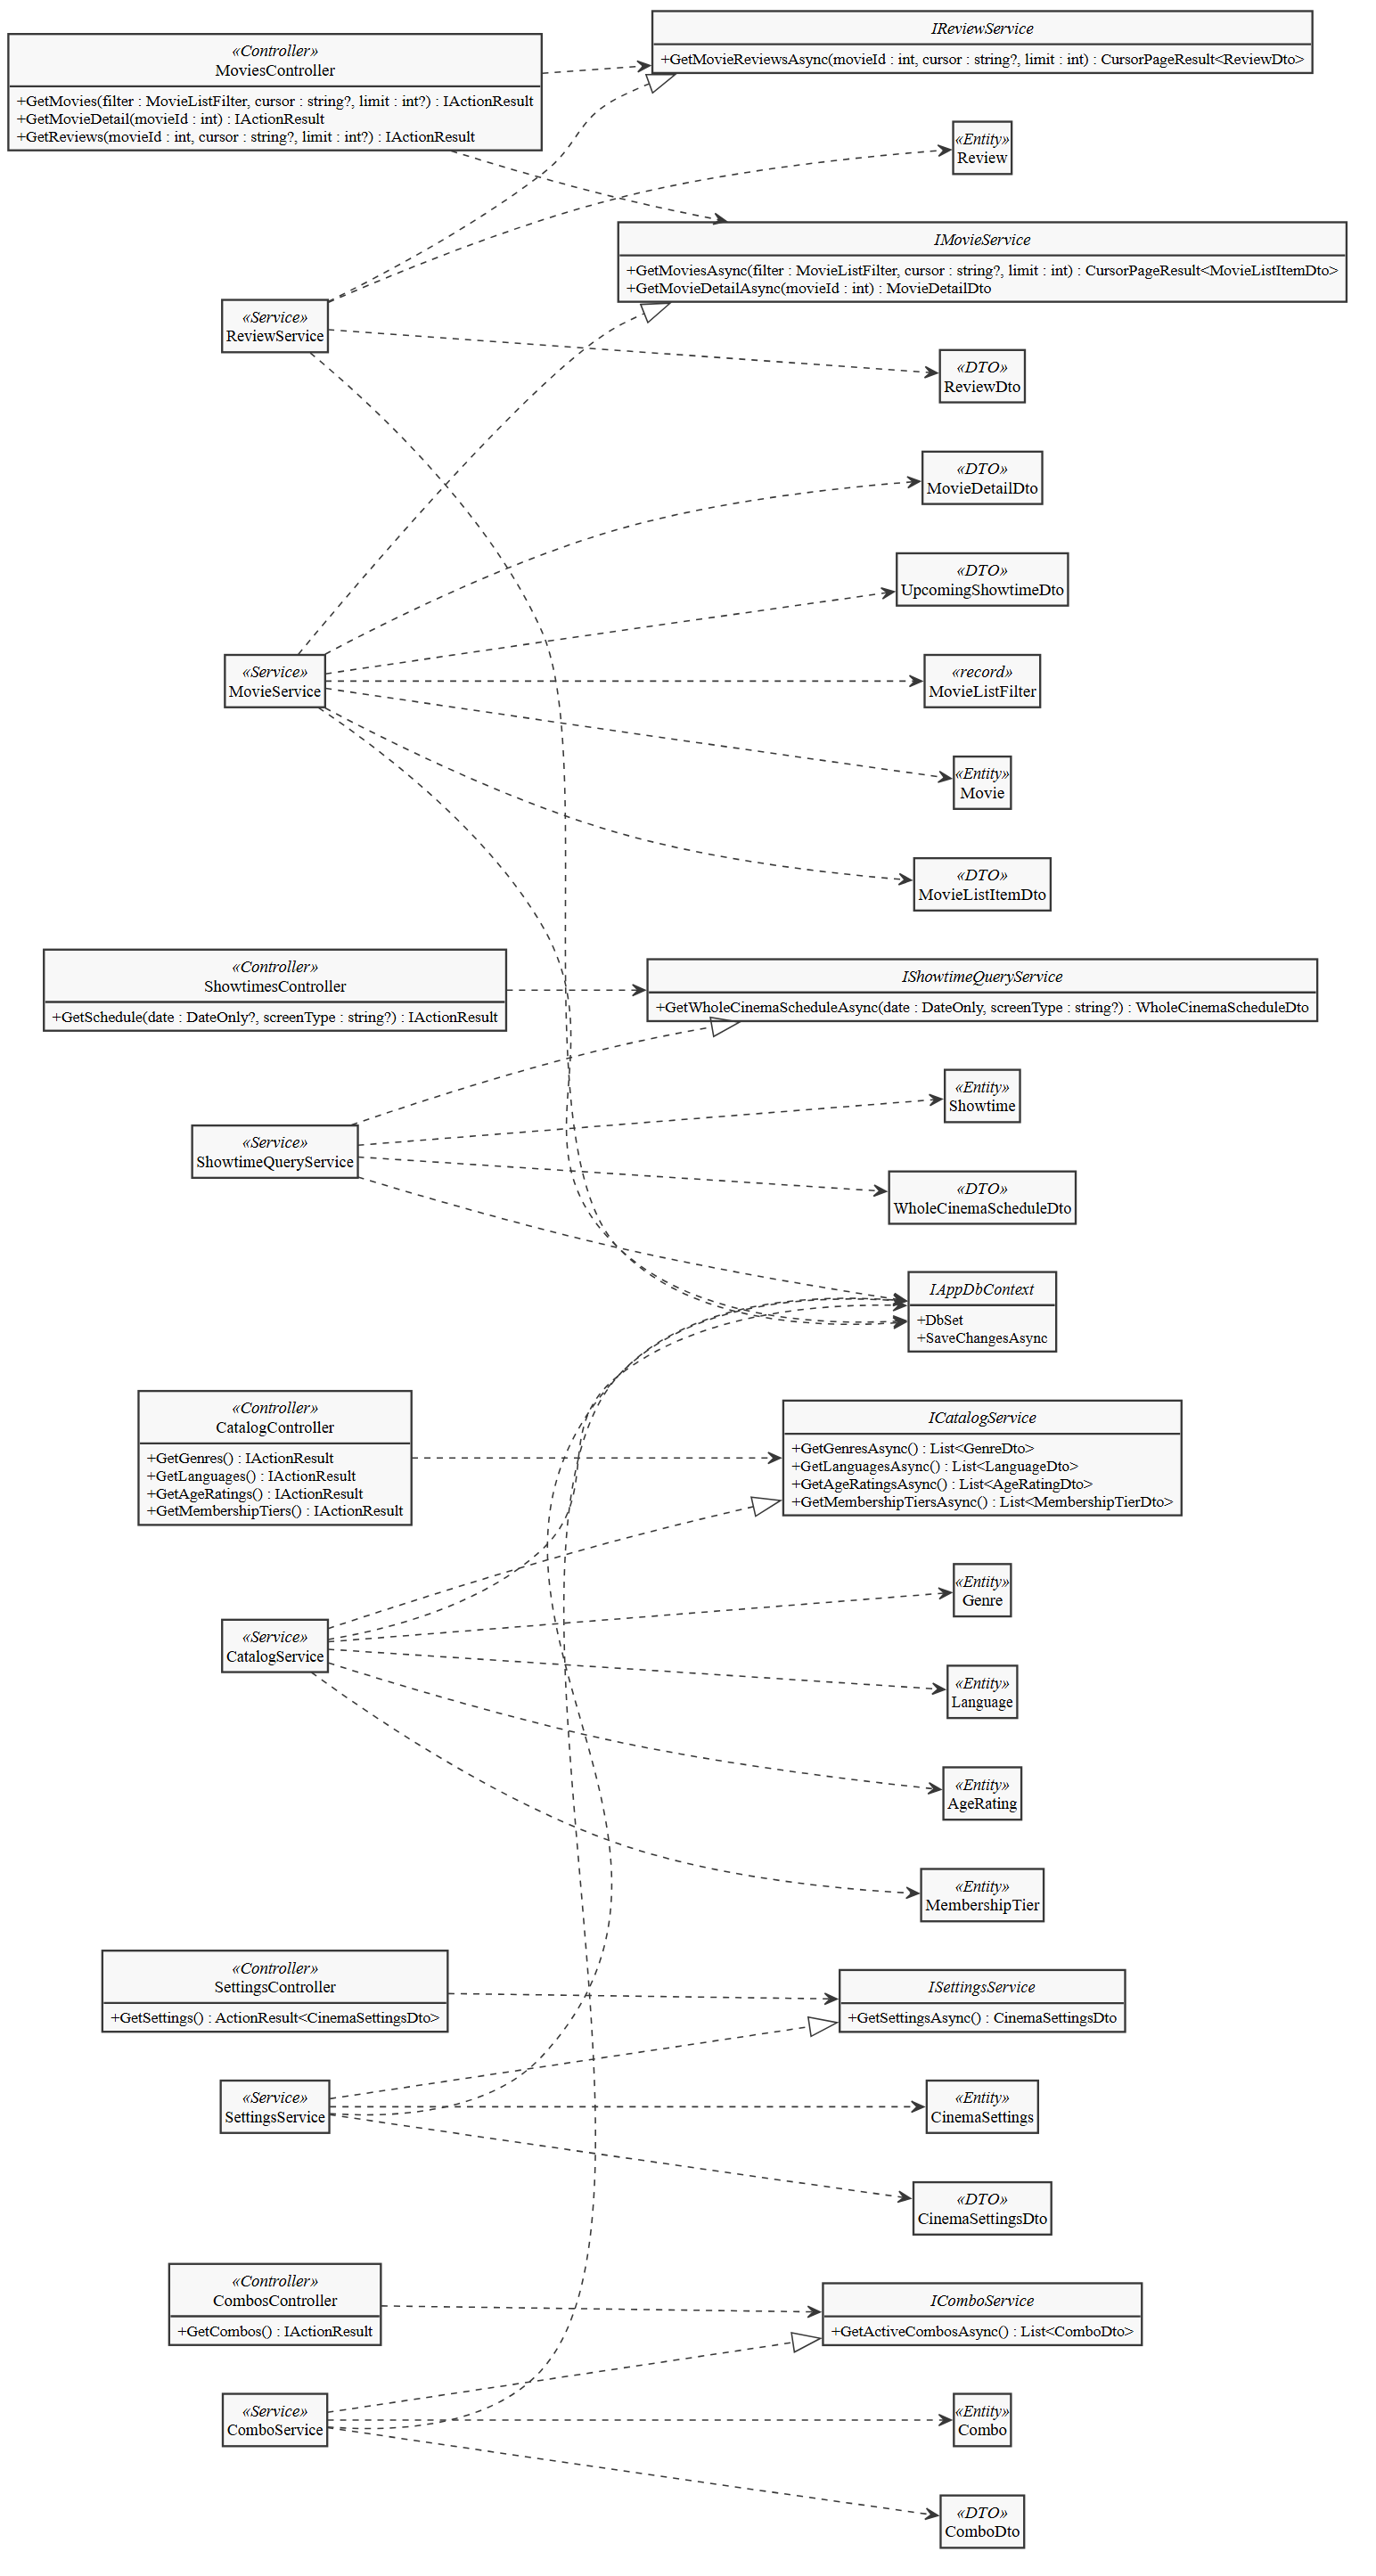 «Controller»
MoviesController
+GetMovies(filter : MovieListFilter, cursor : string?, limit : int?) : IActionResult
+GetMovieDetail(movieId : int) : IActionResult
+GetReviews(movieId : int, cursor : string?, limit : int?) : IActionResult
IReviewService
+GetMovieReviewsAsync(movieId : int, cursor : string?, limit : int) : CursorPageResult<ReviewDto>
«Entity»
Review
IMovieService
+GetMoviesAsync(filter : MovieListFilter, cursor : string?, limit : int) : CursorPageResult<MovieListItemDto>
+GetMovieDetailAsync(movieId : int) : MovieDetailDto
«Service»
ReviewService
«DTO»
ReviewDto
«DTO»
MovieDetailDto
«DTO»
UpcomingShowtimeDto
«Service»
MovieService
«record»
MovieListFilter
«Entity»
Movie
«DTO»
MovieListItemDto
«Controller»
ShowtimesController
+GetSchedule(date : DateOnly?, screenType : string?) : IActionResult
IShowtimeQueryService
+GetWholeCinemaScheduleAsync(date : DateOnly, screenType : string?) : WholeCinemaScheduleDto
«Entity»
Showtime
«Service»
ShowtimeQueryService
«DTO»
WholeCinemaScheduleDto
IAppDbContext
+DbSet
+SaveChangesAsync
«Controller»
CatalogController
+GetGenres() : IActionResult
+GetLanguages() : IActionResult
+GetAgeRatings() : IActionResult
+GetMembershipTiers() : IActionResult
ICatalogService
+GetGenresAsync() : List<GenreDto>
+GetLanguagesAsync() : List<LanguageDto>
+GetAgeRatingsAsync() : List<AgeRatingDto>
+GetMembershipTiersAsync() : List<MembershipTierDto>
«Entity»
Genre
«Service»
CatalogService
«Entity»
Language
«Entity»
AgeRating
«Entity»
MembershipTier
«Controller»
SettingsController
+GetSettings() : ActionResult<CinemaSettingsDto>
ISettingsService
+GetSettingsAsync() : CinemaSettingsDto
«Service»
SettingsService
«Entity»
CinemaSettings
«DTO»
CinemaSettingsDto
«Controller»
CombosController
+GetCombos() : IActionResult
IComboService
+GetActiveCombosAsync() : List<ComboDto>
«Service»
ComboService
«Entity»
Combo
«DTO»
ComboDto